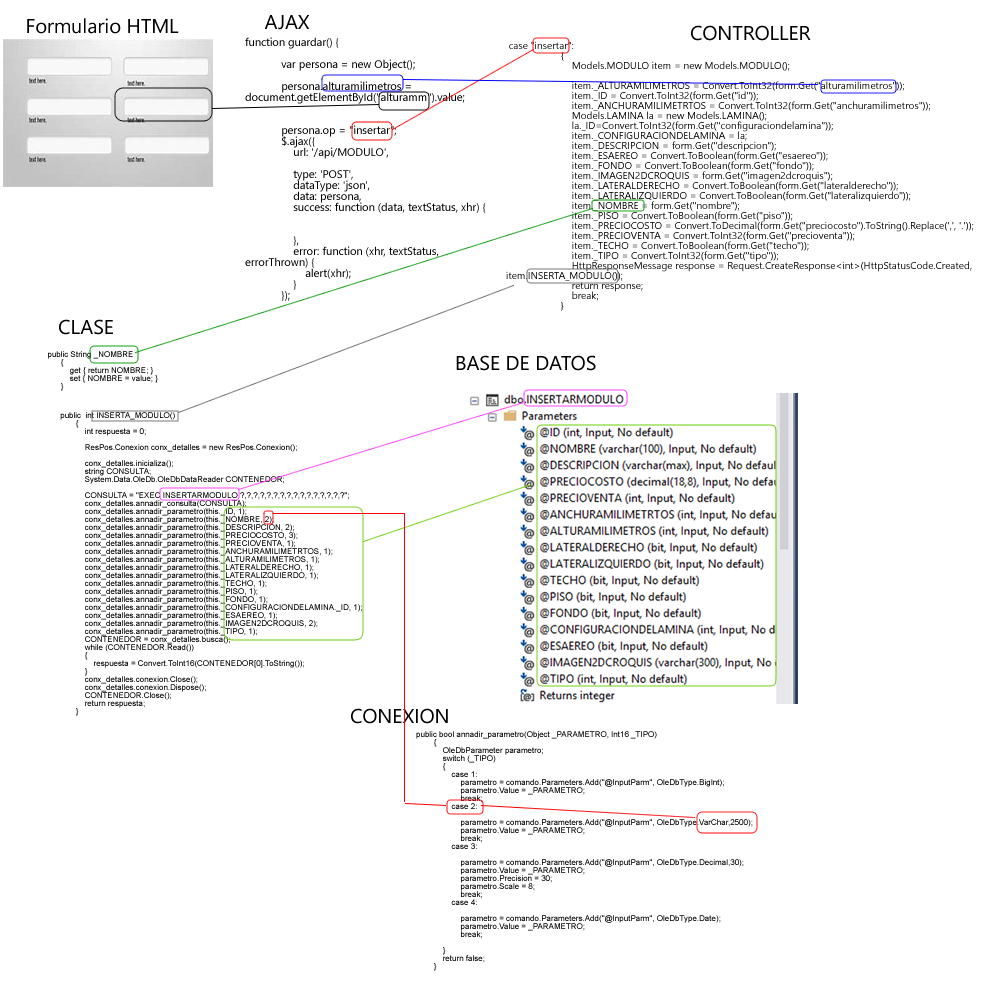 Formulario HTML
text here.
text here.
text here.
text here.
text here.
text here.
AJAX
function guardar() {
var persona = new Object();
persona.alturamilimetros =
document.getElementById("alturamm").value;
persona.op = "insertar";
$.ajax({
url: '/api/MODULO',
type: 'POST',
dataType: 'json',
data: persona,
success: function (data, textStatus, xhr) {
},
error: function (xhr, textStatus,
errorThrown) {
alert(xhr);
}
});
CONTROLLER
case "insertar":
{
Models.MODULO item = new Models.MODULO();
item._ALTURAMILIMETROS = Convert.ToInt32(form.Get("alturamilimetros"));
item._ID = Convert.ToInt32(form.Get("id"));
item._ANCHURAMILIMETRTOS = Convert.ToInt32(form.Get("anchuramilimetros"));
Models.LAMINA la = new Models.LAMINA();
la._ID=Convert.ToInt32(form.Get("configuraciondelamina"));
item._CONFIGURACIONDELAMINA = la;
item._DESCRIPCION = form.Get("descripcion");
item._ESAEREO = Convert.ToBoolean(form.Get("esaereo"));
item._FONDO = Convert.ToBoolean(form.Get("fondo"));
item._IMAGEN2DCROQUIS = form.Get("imagen2dcroquis");
item._LATERALDERECHO = Convert.ToBoolean(form.Get("lateralderecho"));
item._LATERALIZQUIERDO = Convert.ToBoolean(form.Get("lateralizquierdo"));
item._NOMBRE = form.Get("nombre");
item._PISO = Convert.ToBoolean(form.Get("piso"));
item._PRECIOCOSTO = Convert.ToDecimal(form.Get("preciocosto").ToString().Replace(',', '.'));
item._PRECIOVENTA = Convert.ToInt32(form.Get("precioventa"));
item._TECHO = Convert.ToBoolean(form.Get("techo"));
item._TIPO = Convert.ToInt32(form.Get("tipo"));
HttpResponseMessage response = Request.CreateResponse<int>(HttpStatusCode.Created,
item.INSERTA_MODULO());
return response;
break;
}
CLASE
public String _NOMBRE
{
get { return NOMBRE; }
set { NOMBRE = value; }
}
public int INSERTA_MODULO()
{
int respuesta = 0;
ResPos.Conexion conx_detalles = new ResPos.Conexion();
conx_detalles.inicializa();
string CONSULTA;
System.Data.OleDb.OleDbDataReader CONTENEDOR;
CONSULTA = "EXEC INSERTARMODULO ?,?,?,?,?,?,?,?,?,?,?,?,?,?,?,?";
conx_detalles.annadir_consulta(CONSULTA);
conx_detalles.annadir_parametro(this._ID, 1);
conx_detalles.annadir_parametro(this._NOMBRE, 2);
conx_detalles.annadir_parametro(this._DESCRIPCION, 2);
conx_detalles.annadir_parametro(this._PRECIOCOSTO, 3);
conx_detalles.annadir_parametro(this._PRECIOVENTA, 1);
conx_detalles.annadir_parametro(this._ANCHURAMILIMETRTOS, 1);
conx_detalles.annadir_parametro(this._ALTURAMILIMETROS, 1);
conx_detalles.annadir_parametro(this._LATERALDERECHO, 1);
conx_detalles.annadir_parametro(this._LATERALIZQUIERDO, 1);
conx_detalles.annadir_parametro(this._TECHO, 1);
conx_detalles.annadir_parametro(this._PISO, 1);
conx_detalles.annadir_parametro(this._FONDO, 1);
conx_detalles.annadir_parametro(this._CONFIGURACIONDELAMINA._ID, 1);
conx_detalles.annadir_parametro(this._ESAEREO, 1);
conx_detalles.annadir_parametro(this._IMAGEN2DCROQUIS, 2);
conx_detalles.annadir_parametro(this._TIPO, 1);
CONTENEDOR = conx_detalles.busca();
while (CONTENEDOR.Read())
{
respuesta = Convert.ToInt16(CONTENEDOR[0].ToString());
}
conx_detalles.conexion.Close();
conx_detalles.conexion.Dispose();
CONTENEDOR.Close();
return respuesta;
}
BASE DE DATOS
dbo.INSERTARMODULO
Parameters
@ID (int, Input, No default)
@NOMBRE (varchar(100), Input, No default)
@DESCRIPCION (varchar(max), Input, No defaul
@PRECIOCOSTO (decimal(18,8), Input, No defa
@PRECIOVENTA (int, Input, No default)
@ANCHURAMILIMETRTOS (int, Input, No defau
@ALTURAMILIMETROS (int, Input, No default)
@LATERALDERECHO (bit, Input, No default)
@LATERALIZQUIERDO (bit, Input, No default)
@TECHO (bit, Input, No default)
@PISO (bit, Input, No default)
@FONDO (bit, Input, No default)
@CONFIGURACIONDELAMINA (int, Input, No d
@ESAEREO (bit, Input, No default)
@IMAGEN2DCROQUIS (varchar(300), Input, No
@TIPO (int, Input, No default)
Returns integer
CONEXION
public bool annadir_parametro(Object _PARAMETRO, Int16 _TIPO)
{
OleDbParameter parametro;
switch (_TIPO)
{
case 1:
parametro = comando.Parameters.Add("@InputParm", OleDbType.BigInt);
parametro.Value = _PARAMETRO;
break;
case 2:
parametro = comando.Parameters.Add("@InputParm", OleDbType.VarChar,2500);
parametro.Value = _PARAMETRO;
break;
case 3:
parametro = comando.Parameters.Add("@InputParm", OleDbType.Decimal,30);
parametro.Value = _PARAMETRO;
parametro.Precision = 30;
parametro.Scale = 8;
break;
case 4:
parametro = comando.Parameters.Add("@InputParm", OleDbType.Date);
parametro.Value = _PARAMETRO;
break;
}
return false;
}